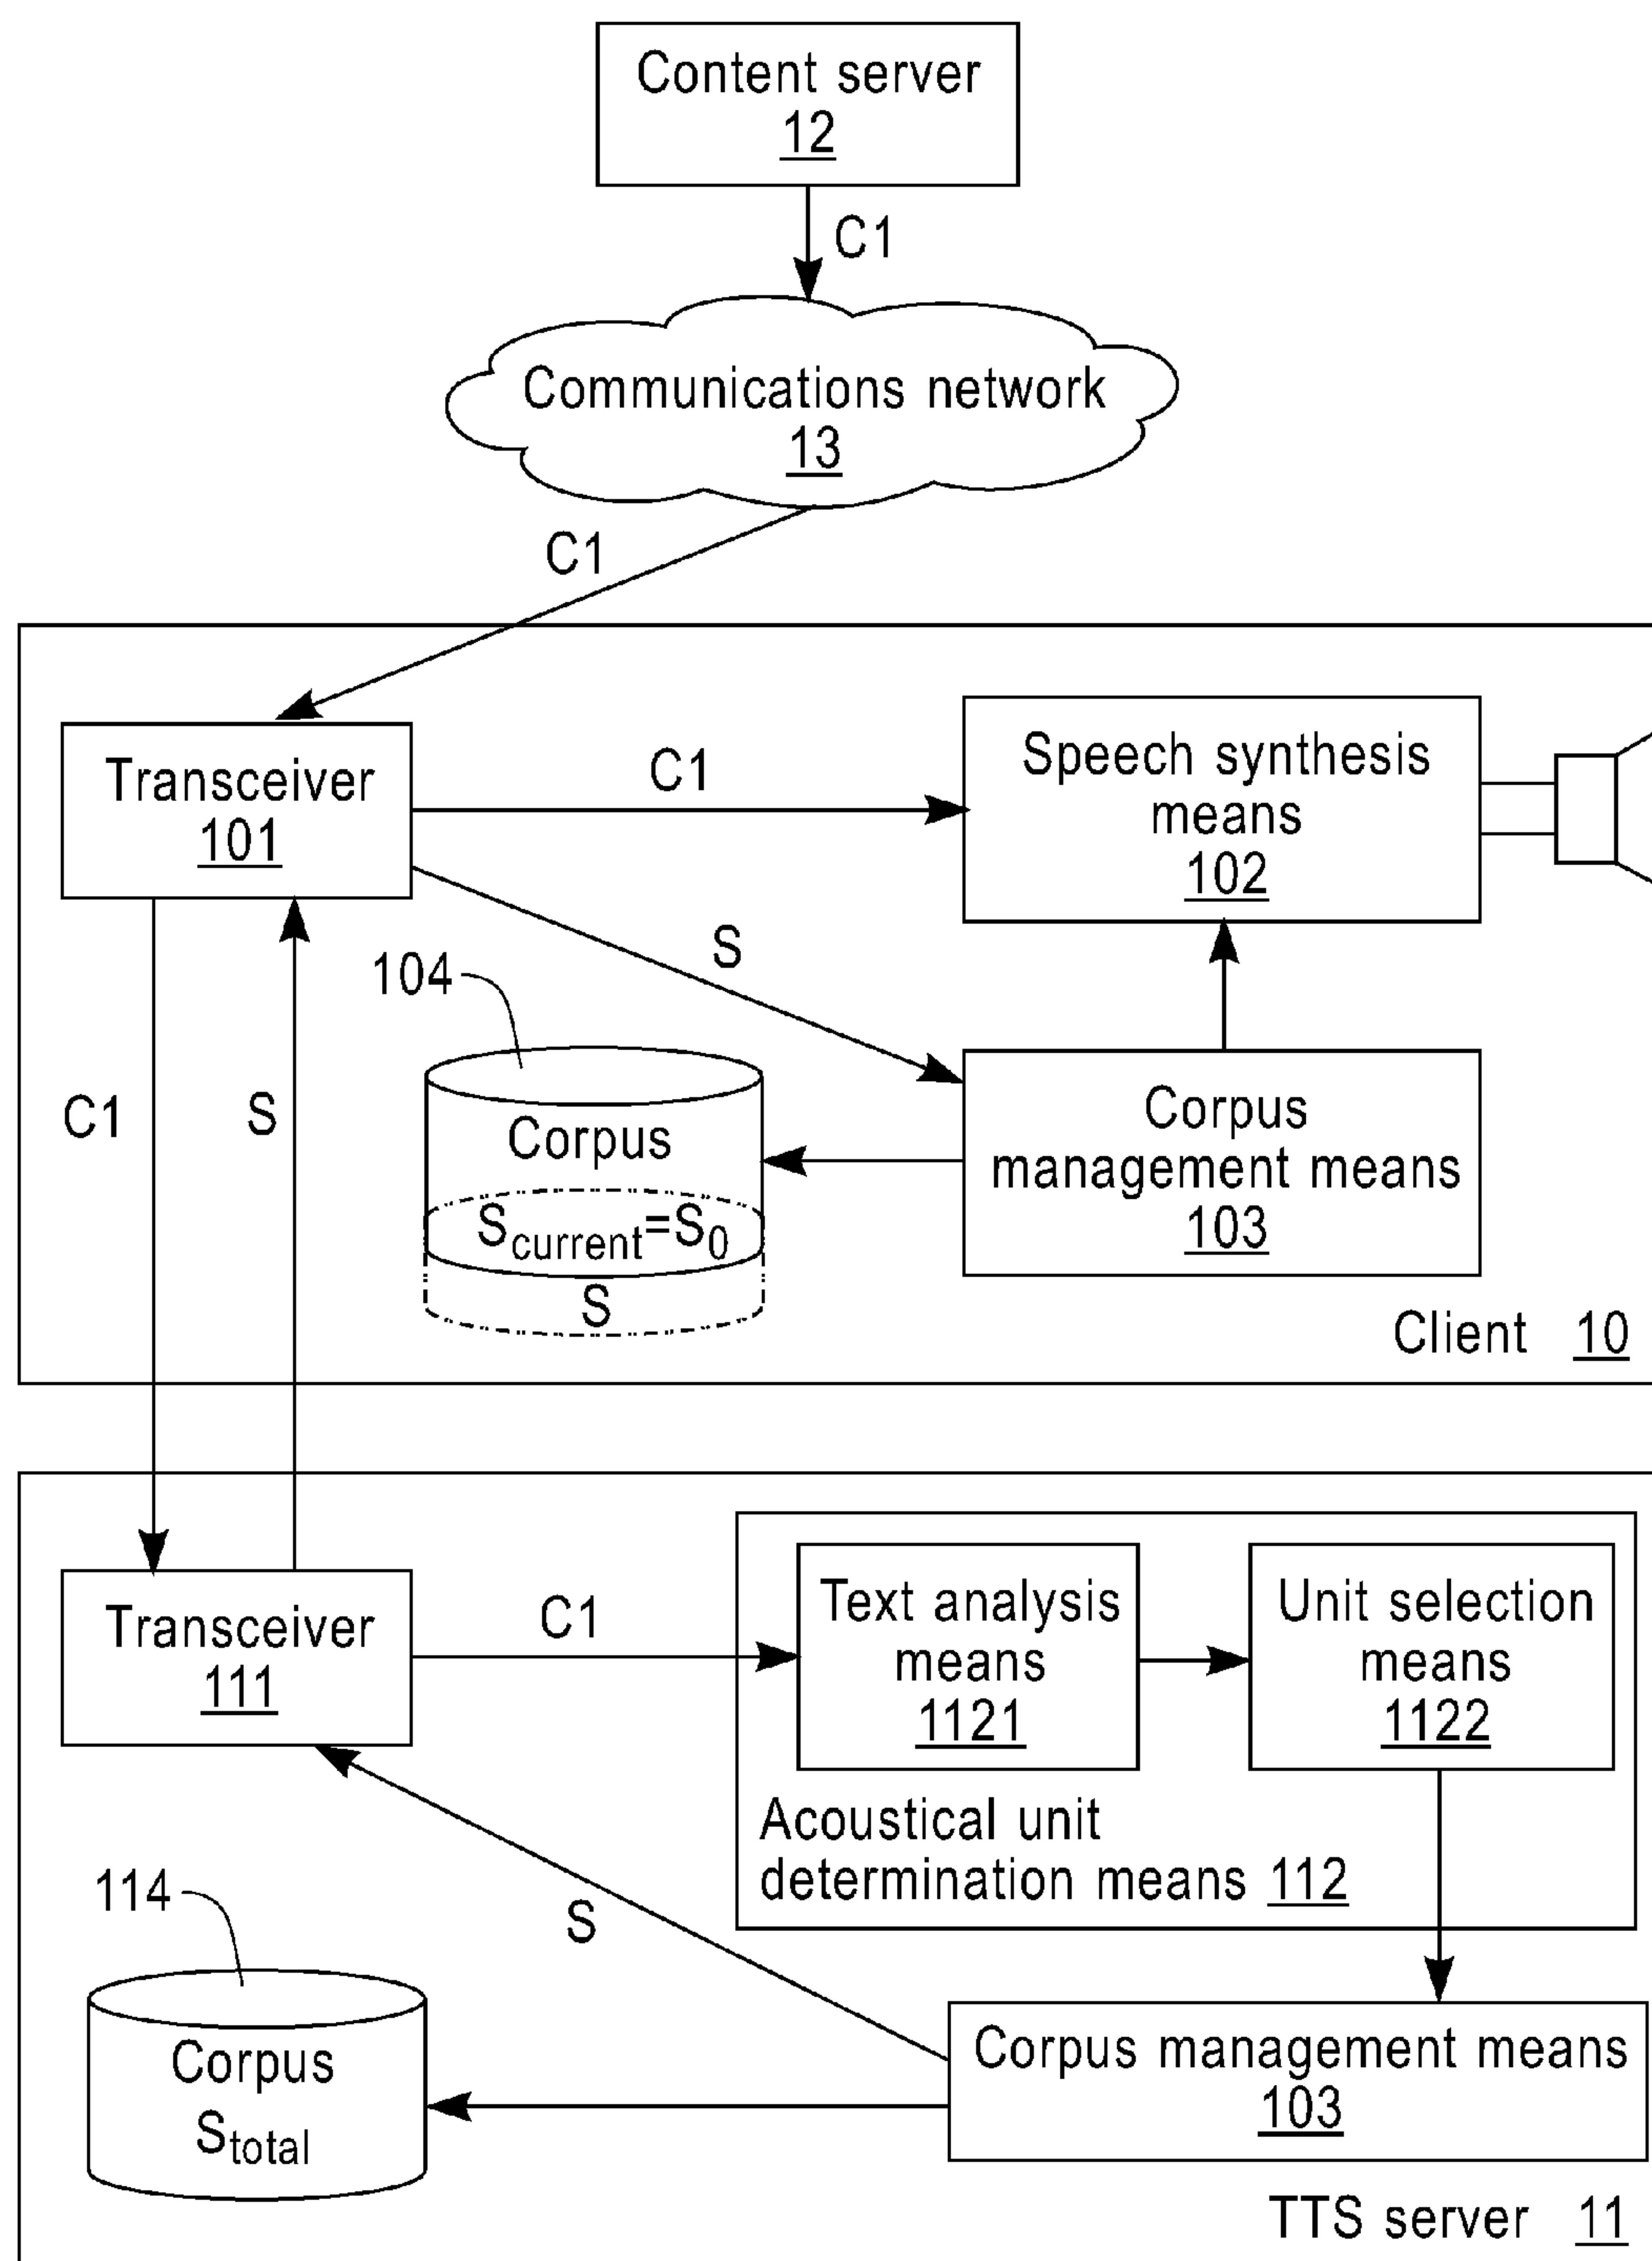 Content server
12
C1
Communications network
13
C1
Transceiver
101
C1
Speech synthesis
means
102
S
104
Corpus
S_current=S_0
S
Corpus
management means
103
C1
S
Client 10
Transceiver
111
C1
Text analysis
means
1121
Unit selection
means
1122
Acoustical unit
determination means 112
S
114
Corpus
S_total
Corpus management means
103
TTS server 11